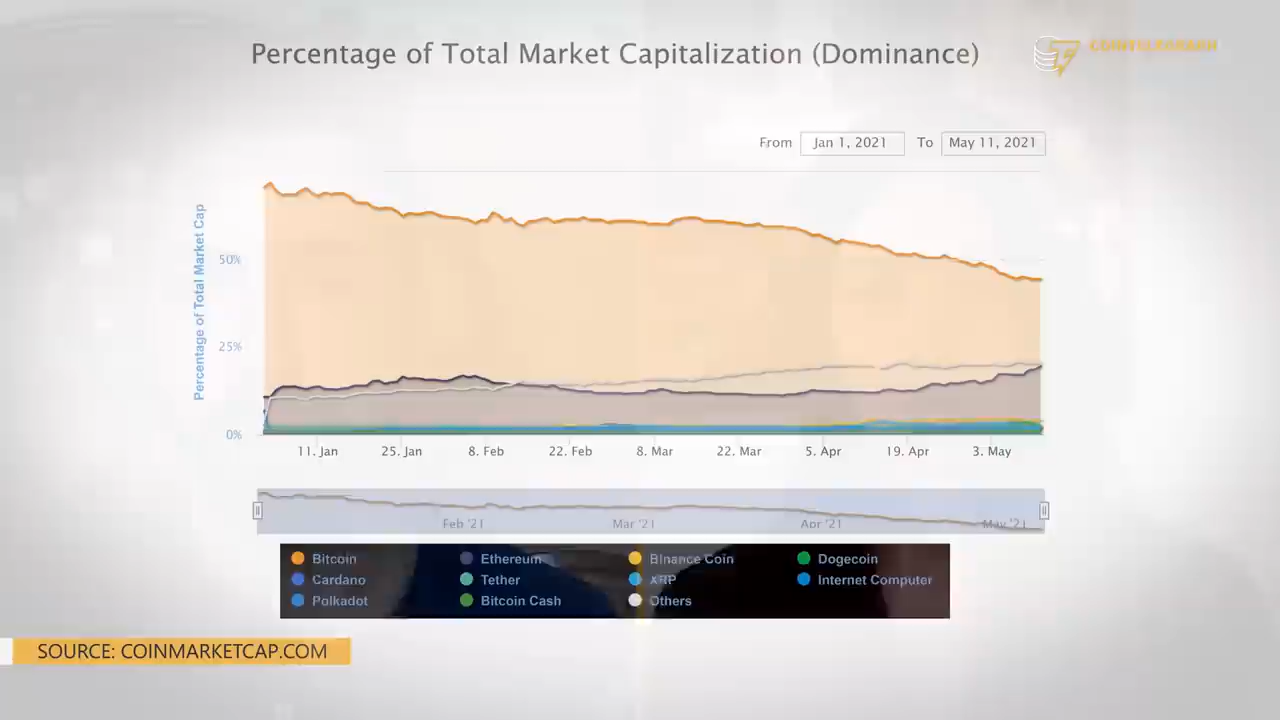 Percentage of Total Market Capitalization (Dominance)
COINTELEGRAPH
From Jan 1, 2021 To May 11, 2021
Percentage of Total Market Cap
50%
25%
0%
11. Jan 25. Jan 8. Feb 22. Feb 8. Mar 22. Mar 5. Apr 19. Apr 3. May
Feb '21 Mar '21 Apr '21 May '21
Bitcoin Ethereum Binance Coin Dogecoin
Cardano Tether XRP Internet Computer
Polkadot Bitcoin Cash Others
SOURCE: COINMARKETCAP.COM